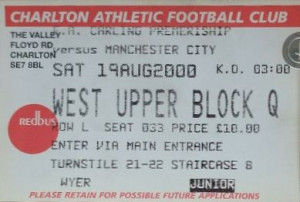 CHARLTON ATHLETIC FOOTBALL CLUB
THE VALLEY
FLOYD RD
CHARLTON
SE7 8BL
F.A. CARLING PREMIERSHIP
versus MANCHESTER CITY
SAT 19AUG2000 K.O. 03:00
WEST UPPER BLOCK Q
redbus
ROW L SEAT 033 PRICE £10.00
ENTER VIA MAIN ENTRANCE
TURNSTILE 21-22 STAIRCASE 8
WYER JUNIOR
PLEASE RETAIN FOR POSSIBLE FUTURE APPLICATIONS